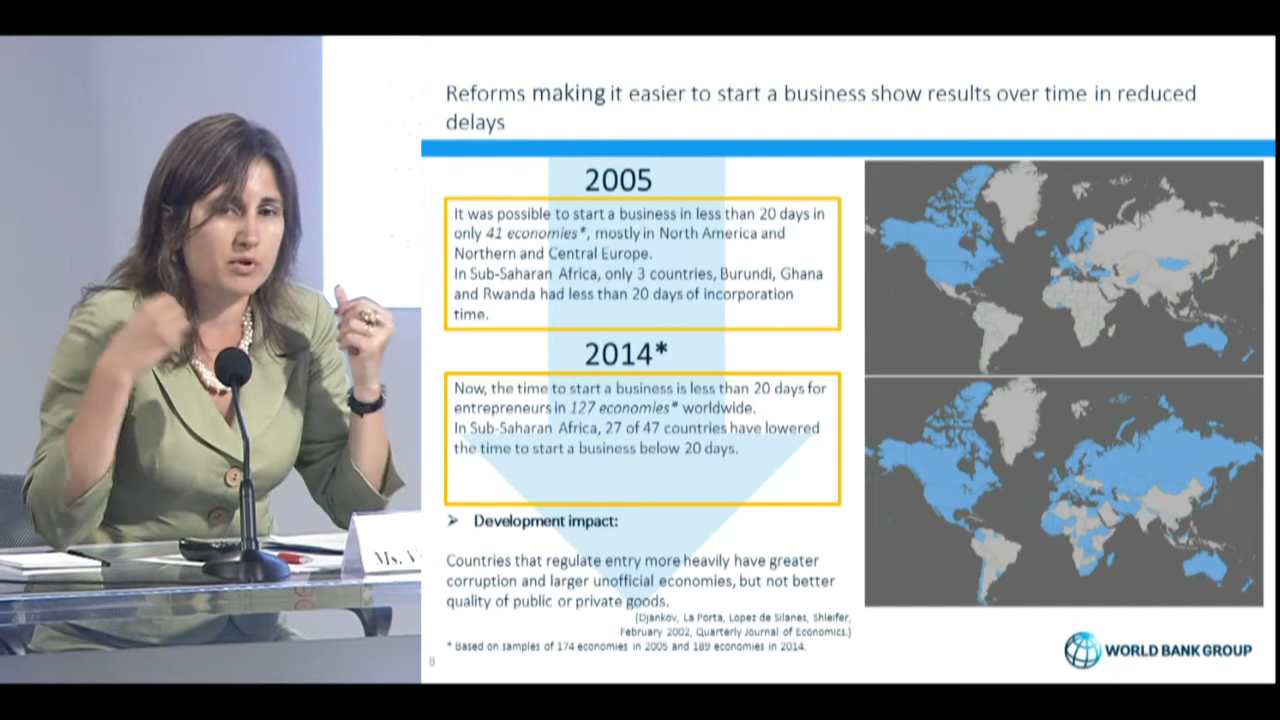 Reforms making it easier to start a business show results over time in reduced
delays
2005
It was possible to start a business in less than 20 days in
only 41 economies*, mostly in North America and
Northern and Central Europe.
In Sub-Saharan Africa, only 3 countries, Burundi, Ghana
and Rwanda had less than 20 days of incorporation
time.
2014*
Now, the time to start a business is less than 20 days for
entrepreneurs in 127 economies* worldwide.
In Sub-Saharan Africa, 27 of 47 countries have lowered
the time to start a business below 20 days.
➢ Development impact:
Countries that regulate entry more heavily have greater
corruption and larger unofficial economies, but not better
quality of public or private goods.
(Djankov, La Porta, Lopez de Silanes, Shleifer,
February 2002, Quarterly Journal of Economics.)
* Based on samples of 174 economies in 2005 and 189 economies in 2014.
8
WORLD BANK GROUP
Ms.